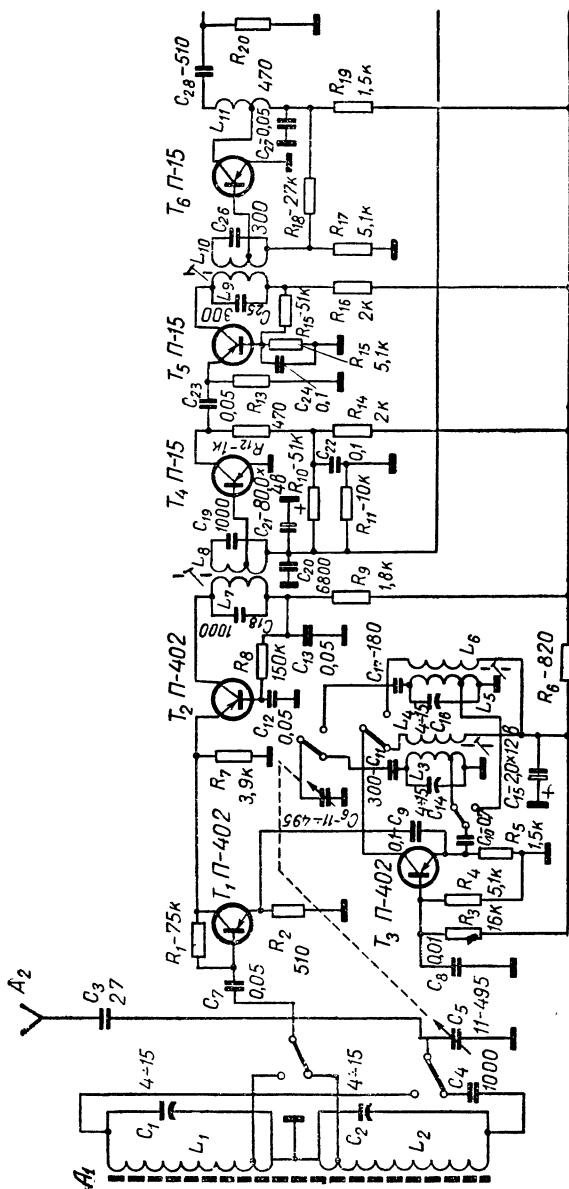 A₁
A₂
C₃
27
C₁
4÷15
L₁
C₂
4÷15
L₂
C₄
1000
C₅
11-495
C₇
0,05
R₁-75к
T₁ П-402
R₂
510
C₆-11-495
R₇
3,9к
T₂ П-402
C₁₂
0,05
R₈
150к
C₁₃
0,05
T₃ П-402
C₈
0,01
R₃
16к
R₄
5,1к
R₅
1,5к
0,1-C₉
300-C₁₁
L₃
4÷15
C₁₄
L₄
4÷15
C₁₆
L₅
L₆
C₁₇-180
C₁₅-20×12В
+
R₆-820
1000
C₁₈
L₇
L₈
C₁₉
1000
C₂₀
6800
R₉
1,8к
T₄ П-15
R₁₂-1к
R₁₀-51к
+
R₁₁-10к
C₂₂
0,1
R₁₄
2к
C₂₃
0,05
R₁₃
470
T₅ П-15
C₂₄
0,1
R₁₅-51к
R₁₅
5,1к
R₁₆
2к
300
C₂₅
L₉
L₁₀
C₂₆
300
T₆ П-15
R₁₈-27к
R₁₇
5,1к
L₁₁
C₂₇-0,05
C₂₈-510
R₂₀
470
R₁₉
1,5к